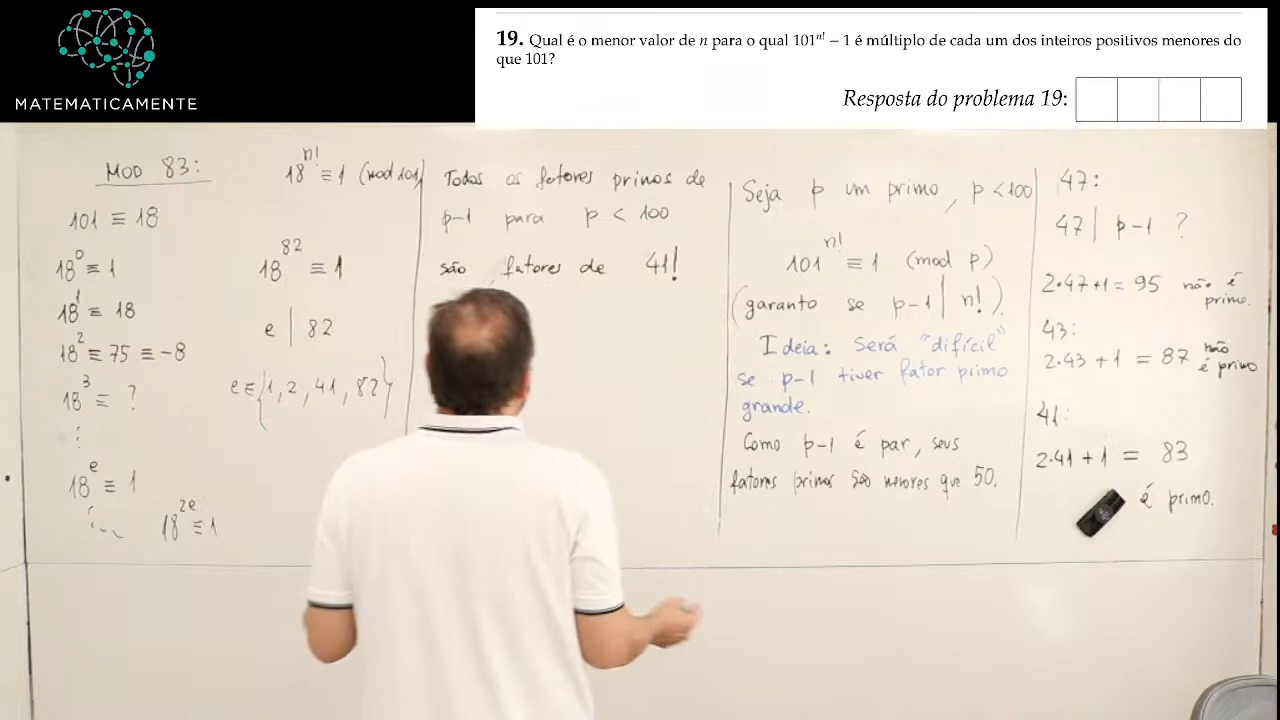 MATEMATICAMENTE
19. Qual é o menor valor de n para o qual 101^{n!} − 1 é múltiplo de cada um dos inteiros positivos menores do
que 101?
Resposta do problema 19:
MOD 83:
101 ≡ 18
18^0 ≡ 1
18^1 ≡ 18
18^2 ≡ 75 ≡ -8
18^3 ≡ ?
⋮
18^e ≡ 1
18^{2e} ≡ 1
18^{n!} ≡ 1 (mod 101)
18^{82} ≡ 1
e | 82
e ∈ {1, 2, 41, 82}
Todos os fatores primos de
p-1 para p < 100
são fatores de 41!
Seja p um primo, p < 100
101^{n!} ≡ 1 (mod p)
(garanto se p-1 | n!).
Ideia: Será "difícil"
se p-1 tiver fator primo
grande.
Como p-1 é par, seus
fatores primos são menores que 50.
47:
47 | p-1 ?
2·47+1 = 95 não é
primo.
43:
2·43 + 1 = 87 não
é primo
41:
2·41 + 1 = 83
é primo.